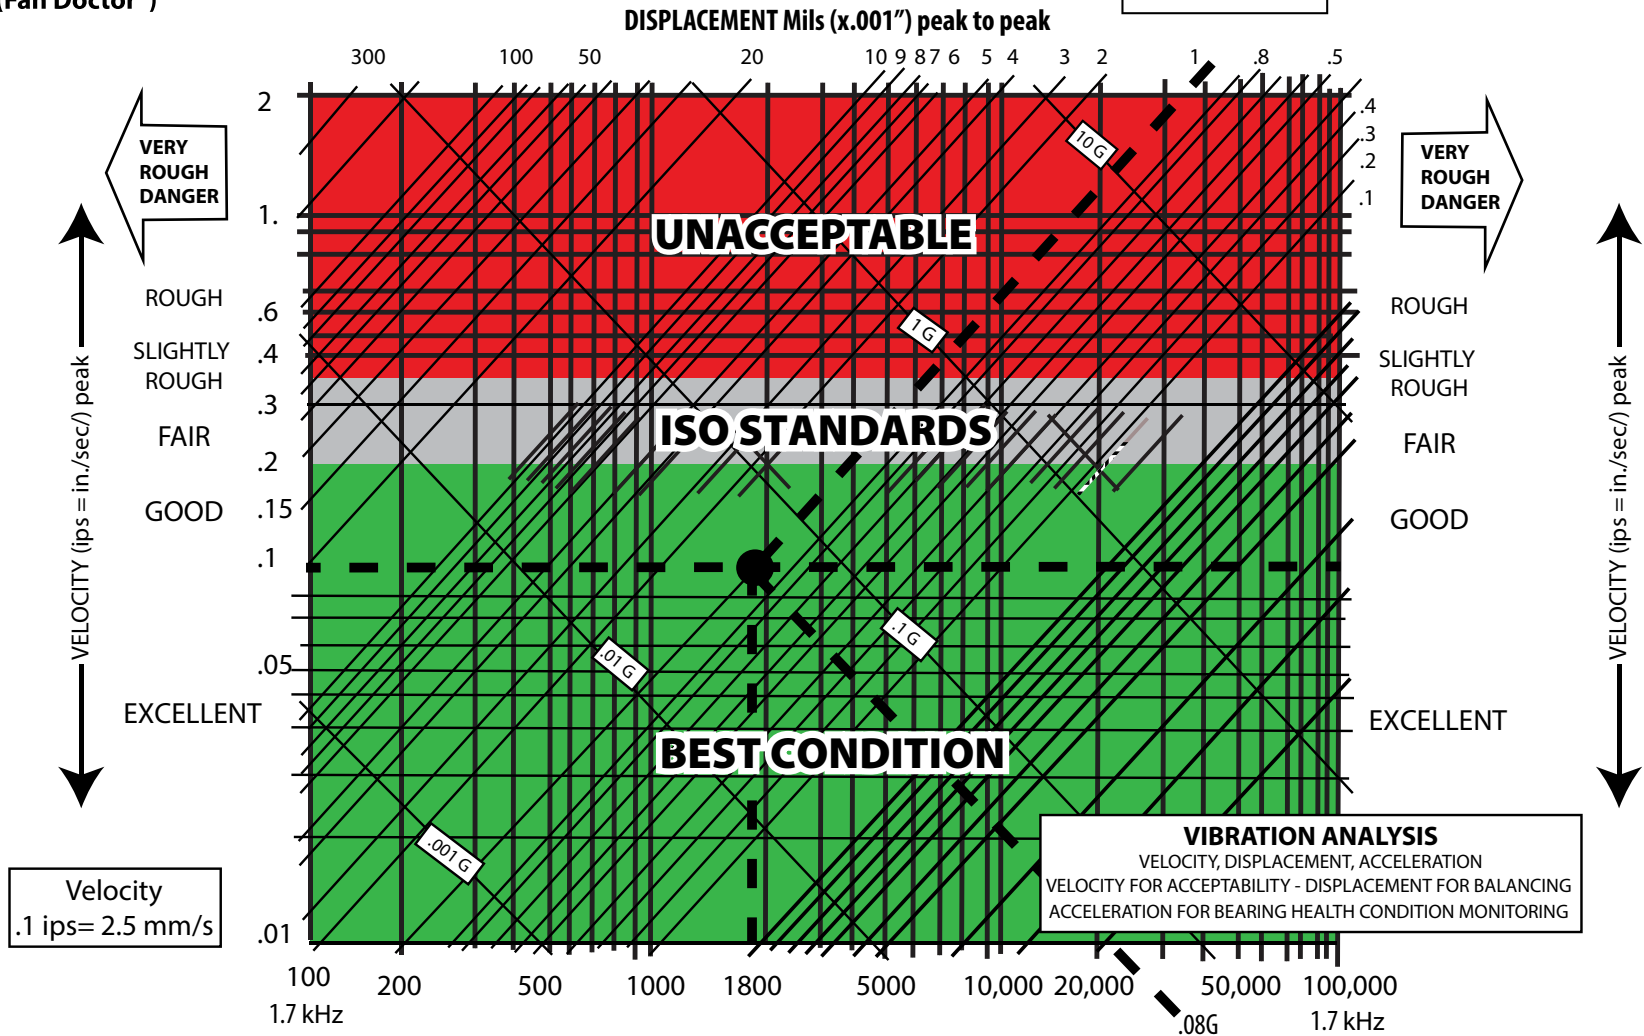 (Fan Doctor )
DISPLACEMENT Mils (x.001") peak to peak
300 100 50 20 10 9 8 7 6 5 4 3 2 1 .8 .5
.4
.3
.2
.1
VERY
ROUGH
DANGER
VERY
ROUGH
DANGER
2
1.
.6
.4
.3
.2
.15
.1
.05
.01
ROUGH
SLIGHTLY
ROUGH
FAIR
GOOD
EXCELLENT
VELOCITY (ips = in./sec/) peak
UNACCEPTABLE
ISO STANDARDS
BEST CONDITION
10 G
1 G
.1 G
.01 G
.001 G
ROUGH
SLIGHTLY
ROUGH
FAIR
GOOD
EXCELLENT
VELOCITY (ips = in./sec/) peak
VIBRATION ANALYSIS
VELOCITY, DISPLACEMENT, ACCELERATION
VELOCITY FOR ACCEPTABILITY - DISPLACEMENT FOR BALANCING
ACCELERATION FOR BEARING HEALTH CONDITION MONITORING
Velocity
.1 ips= 2.5 mm/s
100 200 500 1000 1800 5000 10,000 20,000 50,000 100,000
1.7 kHz 1.7 kHz
.08G